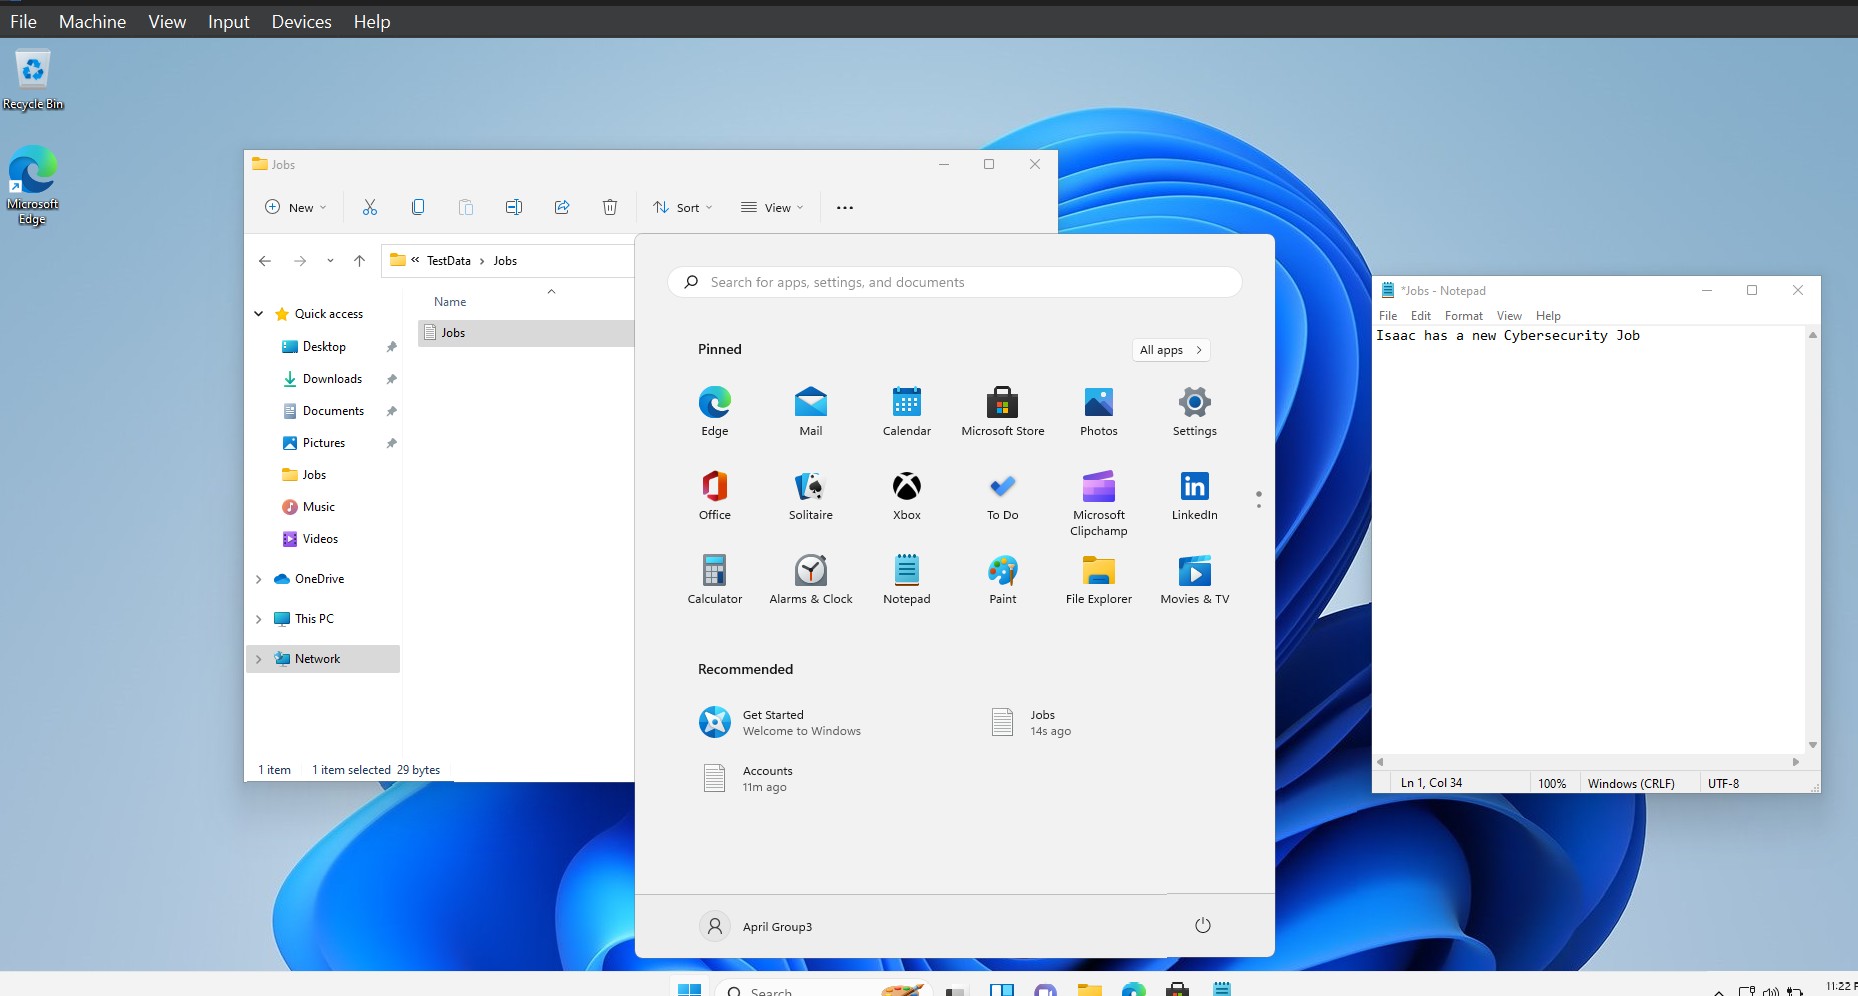 File Machine View Input Devices Help
Recycle Bin
Microsoft
Edge
Jobs
New
Sort
View
« TestData > Jobs
Name
Jobs
Quick access
Desktop
Downloads
Documents
Pictures
Jobs
Music
Videos
OneDrive
This PC
Network
1 item 1 item selected 29 bytes
Search for apps, settings, and documents
Pinned
All apps >
Edge Mail Calendar Microsoft Store Photos Settings
Office Solitaire Xbox To Do Microsoft Clipchamp LinkedIn
Calculator Alarms & Clock Notepad Paint File Explorer Movies & TV
Recommended
Get Started
Welcome to Windows
Jobs
14s ago
Accounts
11m ago
April Group3
*Jobs - Notepad
File Edit Format View Help
Isaac has a new Cybersecurity Job
Ln 1, Col 34 100% Windows (CRLF) UTF-8
Search
11:22